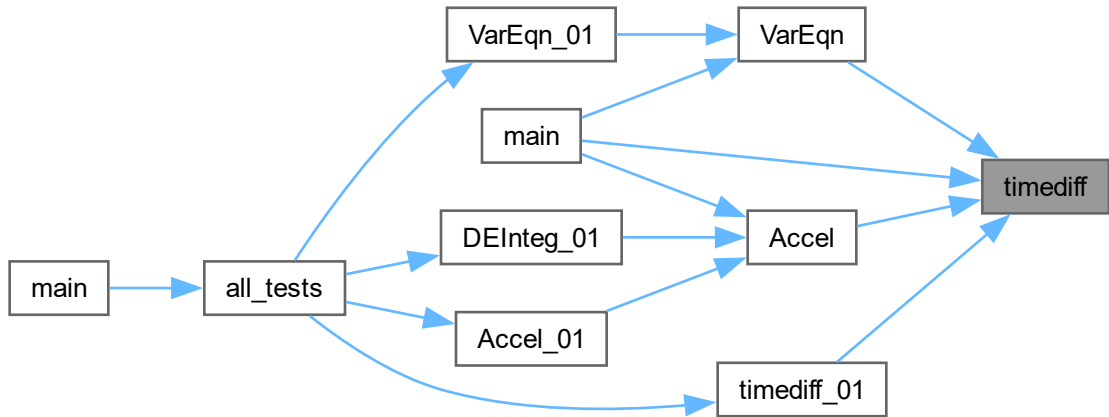 VarEqn_01
VarEqn
main
timediff
DEInteg_01
Accel
main
all_tests
Accel_01
timediff_01